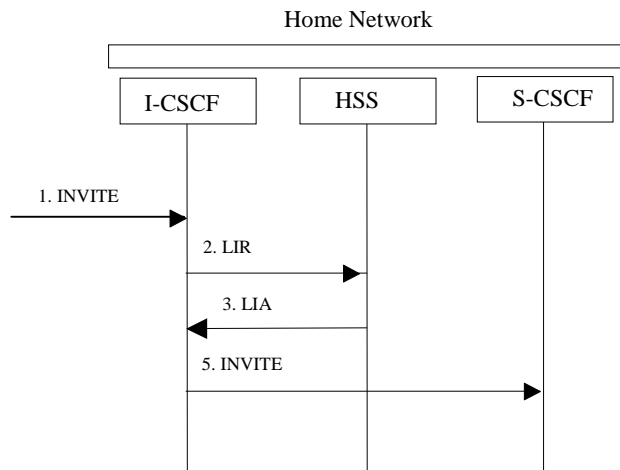 Home Network
I-CSCF
HSS
S-CSCF
1. INVITE
2. LIR
3. LIA
5. INVITE